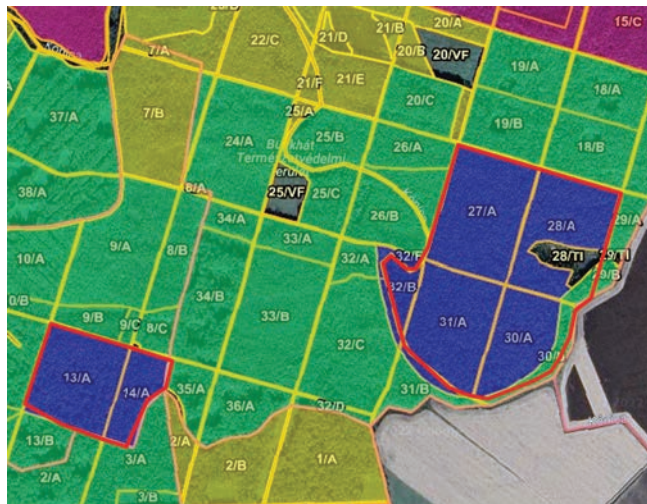 20/B
21/D
21/B
20/A
15/C
7/A
22/C
20/B
20/VF
19/A
21/F
21/E
18/A
37/A
7/B
20/C
25/A
24/A
25/B
19/B
Természetvédelmi
26/A
18/B
8/A
25/VF
25/C
38/A
27/A
26/B
28/A
29/A
34/A
33/A
9/A
8/B
32/A
28/TI
29/TI
10/A
34/B
32/B
29/B
33/B
9/B
9/C
8/C
32/C
31/A
30/A
13/A
14/A
35/A
31/B
36/A
32/D
13/B
2/A
3/A
2/A
2/B
1/A
3/B